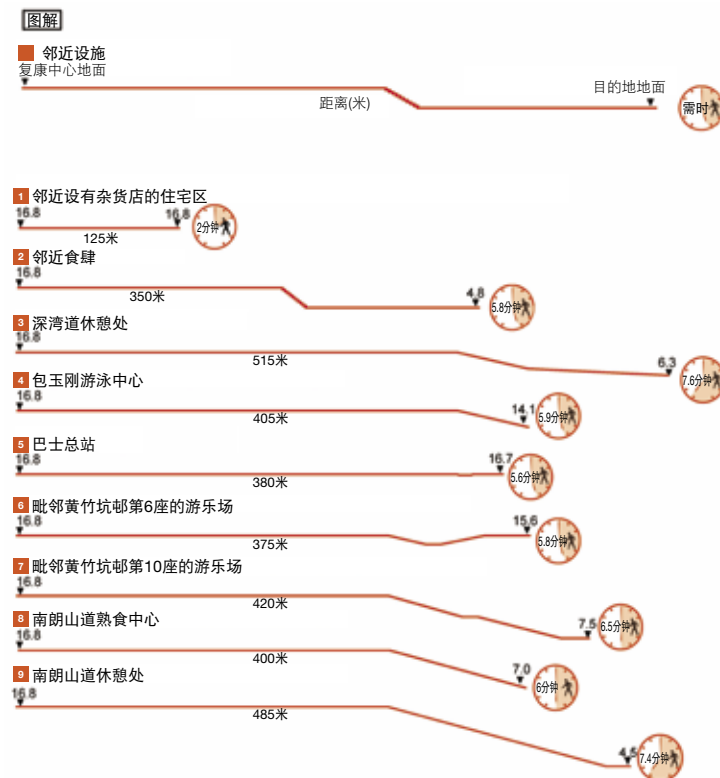 图解
邻近设施
复康中心地面
距离(米)
目的地地面
需时
1 邻近设有杂货店的住宅区
16.8
16.8
2分钟
125米
2 邻近食肆
16.8
4.8
5.8分钟
350米
3 深湾道休憩处
16.8
6.3
7.6分钟
515米
4 包玉刚游泳中心
16.8
14.1
5.9分钟
405米
5 巴士总站
16.8
16.7
5.6分钟
380米
6 毗邻黄竹坑邨第6座的游乐场
16.8
15.6
5.8分钟
375米
7 毗邻黄竹坑邨第10座的游乐场
16.8
7.5
6.5分钟
420米
8 南朗山道熟食中心
16.8
7.0
6分钟
400米
9 南朗山道休憩处
16.8
4.5
7.4分钟
485米